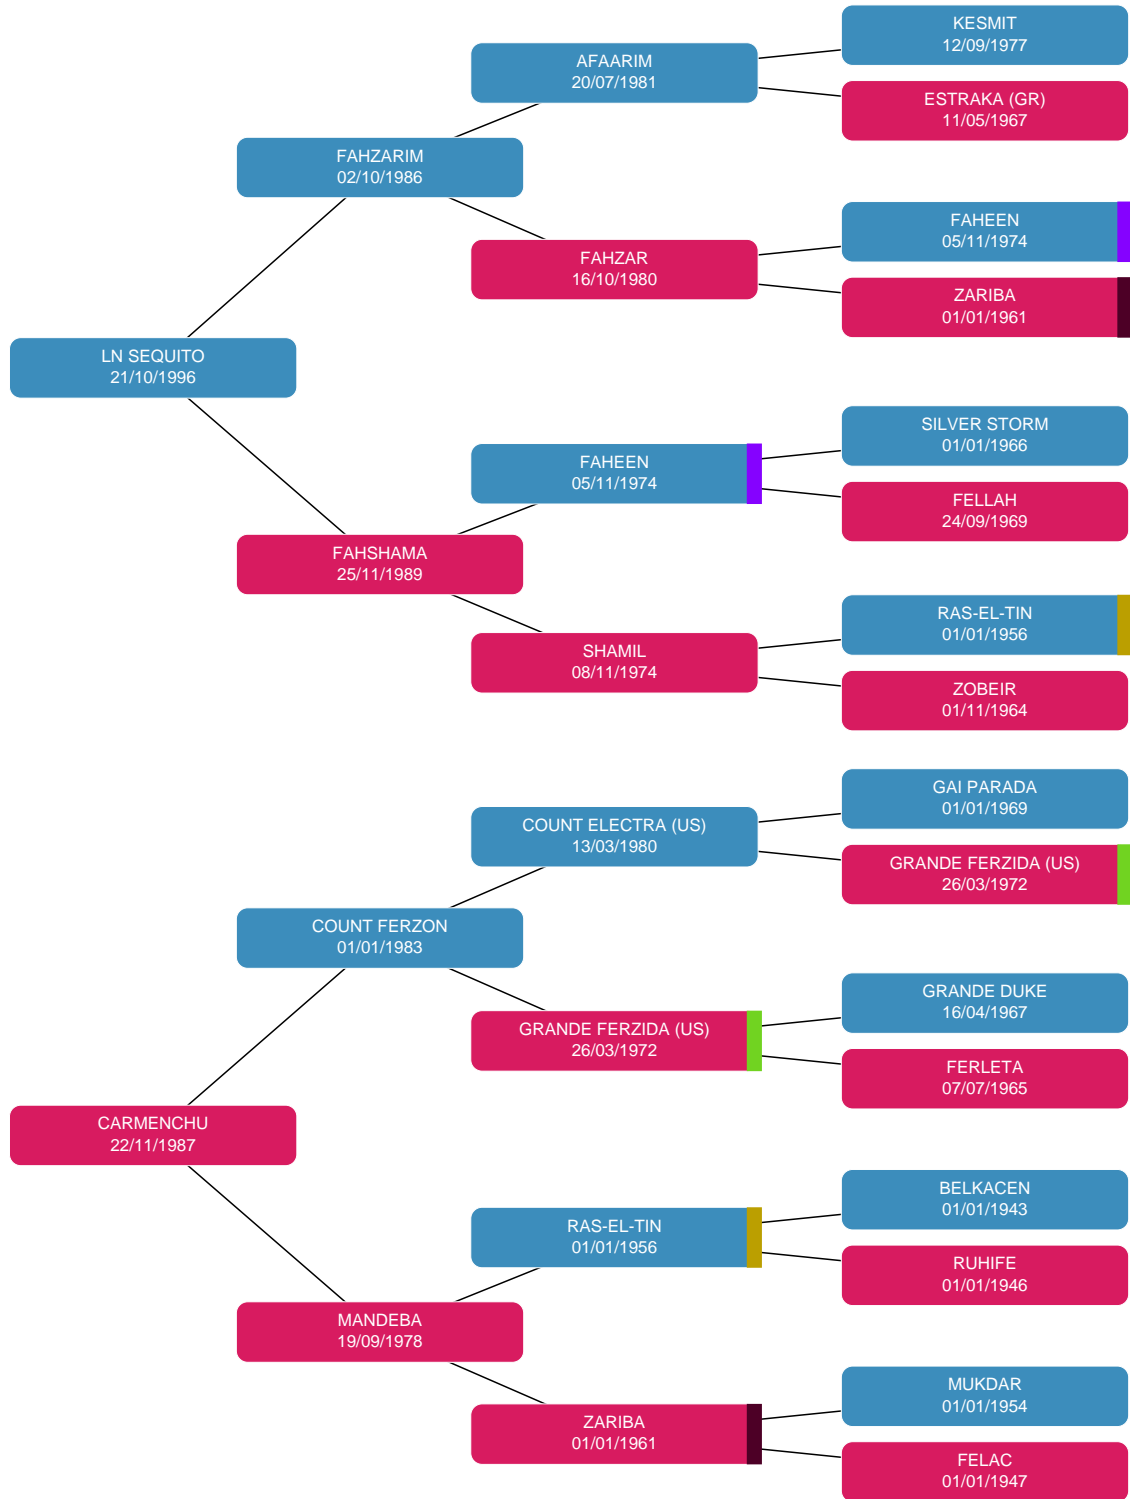 KESMIT
12/09/1977
AFAARIM
20/07/1981
ESTRAKA (GR)
11/05/1967
FAHZARIM
02/10/1986
FAHEEN
05/11/1974
FAHZAR
16/10/1980
ZARIBA
01/01/1961
LN SEQUITO
21/10/1996
SILVER STORM
01/01/1966
FAHEEN
05/11/1974
FELLAH
24/09/1969
FAHSHAMA
25/11/1989
RAS-EL-TIN
01/01/1956
SHAMIL
08/11/1974
ZOBEIR
01/11/1964
GAI PARADA
01/01/1969
COUNT ELECTRA (US)
13/03/1980
GRANDE FERZIDA (US)
26/03/1972
COUNT FERZON
01/01/1983
GRANDE DUKE
16/04/1967
GRANDE FERZIDA (US)
26/03/1972
FERLETA
07/07/1965
CARMENCHU
22/11/1987
BELKACEN
01/01/1943
RAS-EL-TIN
01/01/1956
RUHIFE
01/01/1946
MANDEBA
19/09/1978
MUKDAR
01/01/1954
ZARIBA
01/01/1961
FELAC
01/01/1947